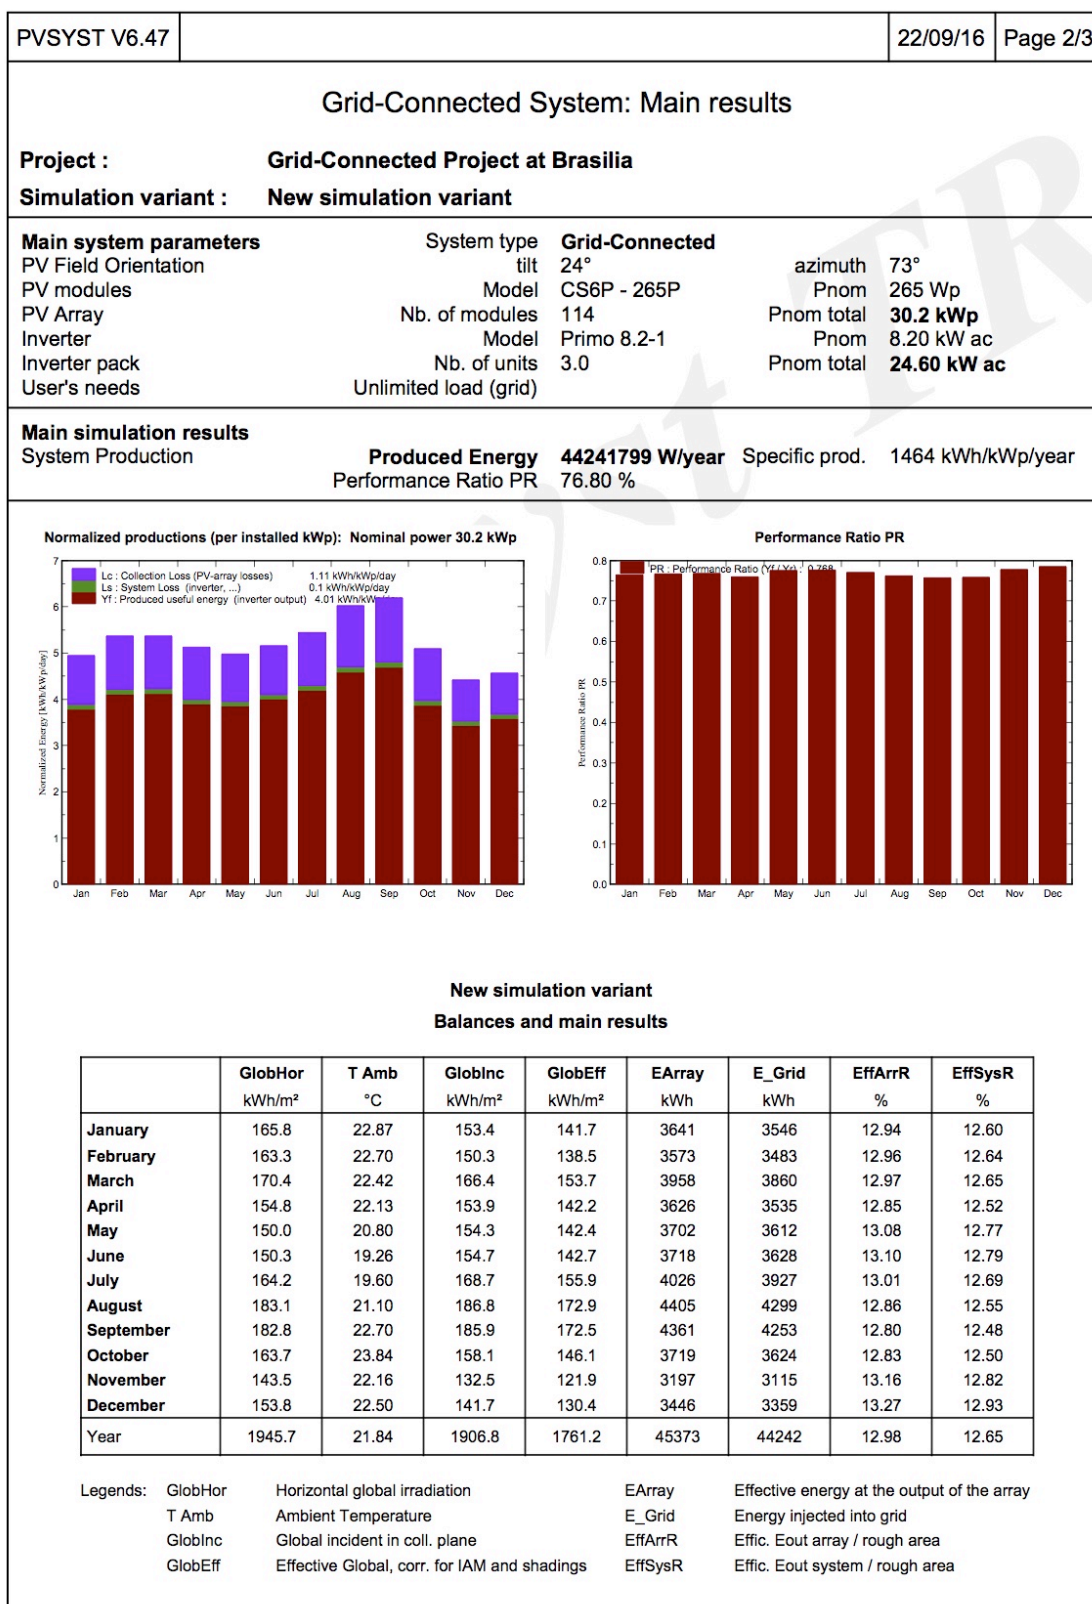 PVSYST V6.47 22/09/16 Page 2/3
Grid-Connected System: Main results
Project : Grid-Connected Project at Brasilia
Simulation variant : New simulation variant
Main system parameters System type Grid-Connected
PV Field Orientation tilt 24° azimuth 73°
PV modules Model CS6P - 265P Pnom 265 Wp
PV Array Nb. of modules 114 Pnom total 30.2 kWp
Inverter Model Primo 8.2-1 Pnom 8.20 kW ac
Inverter pack Nb. of units 3.0 Pnom total 24.60 kW ac
User's needs Unlimited load (grid)
Main simulation results
System Production Produced Energy 44241799 W/year Specific prod. 1464 kWh/kWp/year
Performance Ratio PR 76.80 %
Normalized productions (per installed kWp): Nominal power 30.2 kWp
Lc : Collection Loss (PV-array losses) 1.11 kWh/kWp/day
Ls : System Loss (inverter, ...) 0.1 kWh/kWp/day
Yf : Produced useful energy (inverter output) 4.01 kWh/kWp/day
Normalized Energy [kWh/kWp/day]
7
6
5
4
3
2
1
0
Jan Feb Mar Apr May Jun Jul Aug Sep Oct Nov Dec
Performance Ratio PR
PR : Performance Ratio (Yf / Yr) : 0.768
Performance Ratio PR
0.8
0.7
0.6
0.5
0.4
0.3
0.2
0.1
0.0
Jan Feb Mar Apr May Jun Jul Aug Sep Oct Nov Dec
New simulation variant
Balances and main results
GlobHor T Amb GlobInc GlobEff EArray E_Grid EffArrR EffSysR
kWh/m² °C kWh/m² kWh/m² kWh kWh % %
January 165.8 22.87 153.4 141.7 3641 3546 12.94 12.60
February 163.3 22.70 150.3 138.5 3573 3483 12.96 12.64
March 170.4 22.42 166.4 153.7 3958 3860 12.97 12.65
April 154.8 22.13 153.9 142.2 3626 3535 12.85 12.52
May 150.0 20.80 154.3 142.4 3702 3612 13.08 12.77
June 150.3 19.26 154.7 142.7 3718 3628 13.10 12.79
July 164.2 19.60 168.7 155.9 4026 3927 13.01 12.69
August 183.1 21.10 186.8 172.9 4405 4299 12.86 12.55
September 182.8 22.70 185.9 172.5 4361 4253 12.80 12.48
October 163.7 23.84 158.1 146.1 3719 3624 12.83 12.50
November 143.5 22.16 132.5 121.9 3197 3115 13.16 12.82
December 153.8 22.50 141.7 130.4 3446 3359 13.27 12.93
Year 1945.7 21.84 1906.8 1761.2 45373 44242 12.98 12.65
Legends: GlobHor Horizontal global irradiation EArray Effective energy at the output of the array
T Amb Ambient Temperature E_Grid Energy injected into grid
GlobInc Global incident in coll. plane EffArrR Effic. Eout array / rough area
GlobEff Effective Global, corr. for IAM and shadings EffSysR Effic. Eout system / rough area